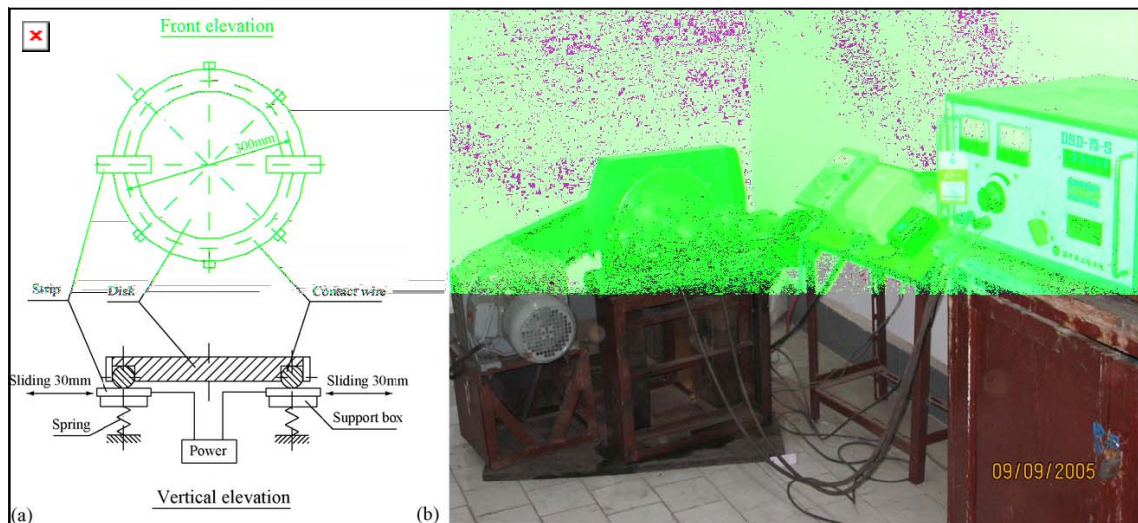 Front elevation
300mm
Strip
Disk
Contact wire
Sliding 30mm
Sliding 30mm
Spring
Support box
Power
Vertical elevation
(a)
(b)
DSD-75-S
09/09/2005